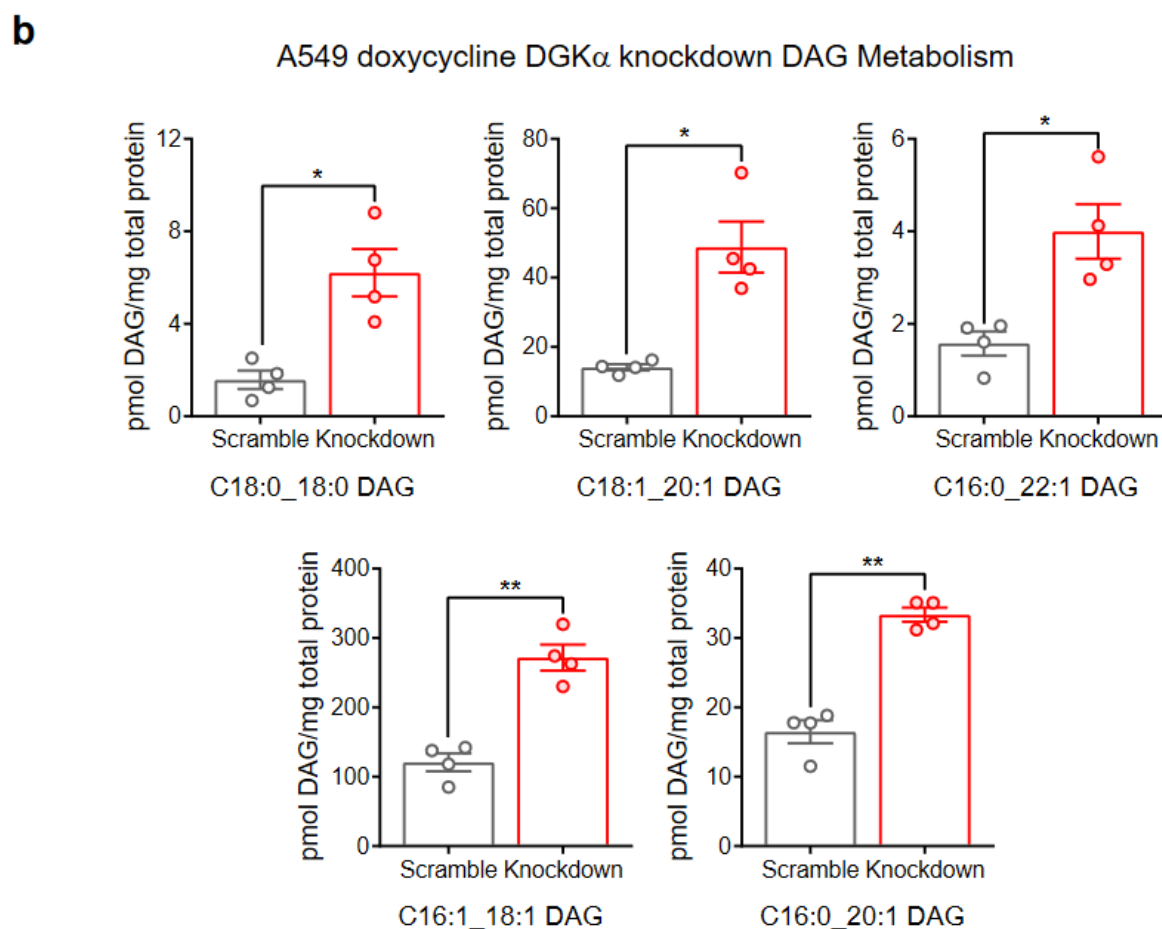 b
A549 doxycycline DGKα knockdown DAG Metabolism
pmol DAG/mg total protein
12
8
4
0
*
Scramble Knockdown
C18:0_18:0 DAG
pmol DAG/mg total protein
80
60
40
20
0
*
Scramble Knockdown
C18:1_20:1 DAG
pmol DAG/mg total protein
6
4
2
0
*
Scramble Knockdown
C16:0_22:1 DAG
pmol DAG/mg total protein
400
300
200
100
0
**
Scramble Knockdown
C16:1_18:1 DAG
pmol DAG/mg total protein
40
30
20
10
0
**
Scramble Knockdown
C16:0_20:1 DAG